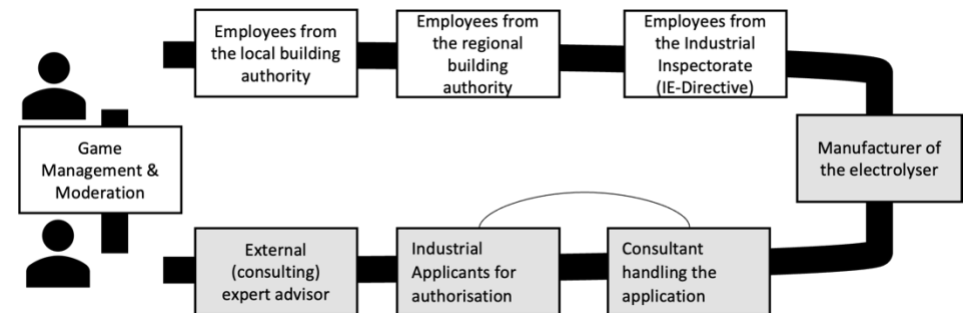 Employees from
the local building
authority
Employees from
the regional
building
authority
Employees from
the Industrial
Inspectorate
(IE-Directive)
Game
Management &
Moderation
Manufacturer of
the electrolyser
External
(consulting)
expert advisor
Industrial
Applicants for
authorisation
Consultant
handling the
application